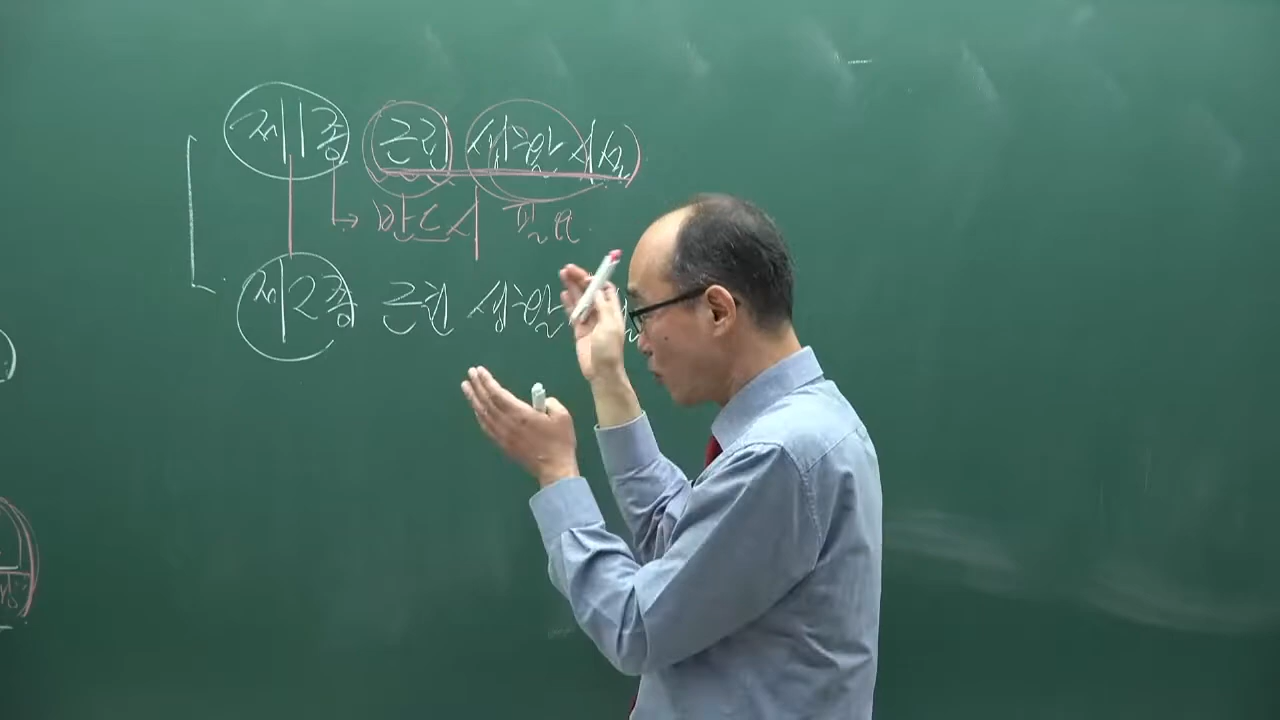 제1종 근린 생활시설
→ 반드시 필요
제2종 근린 생활